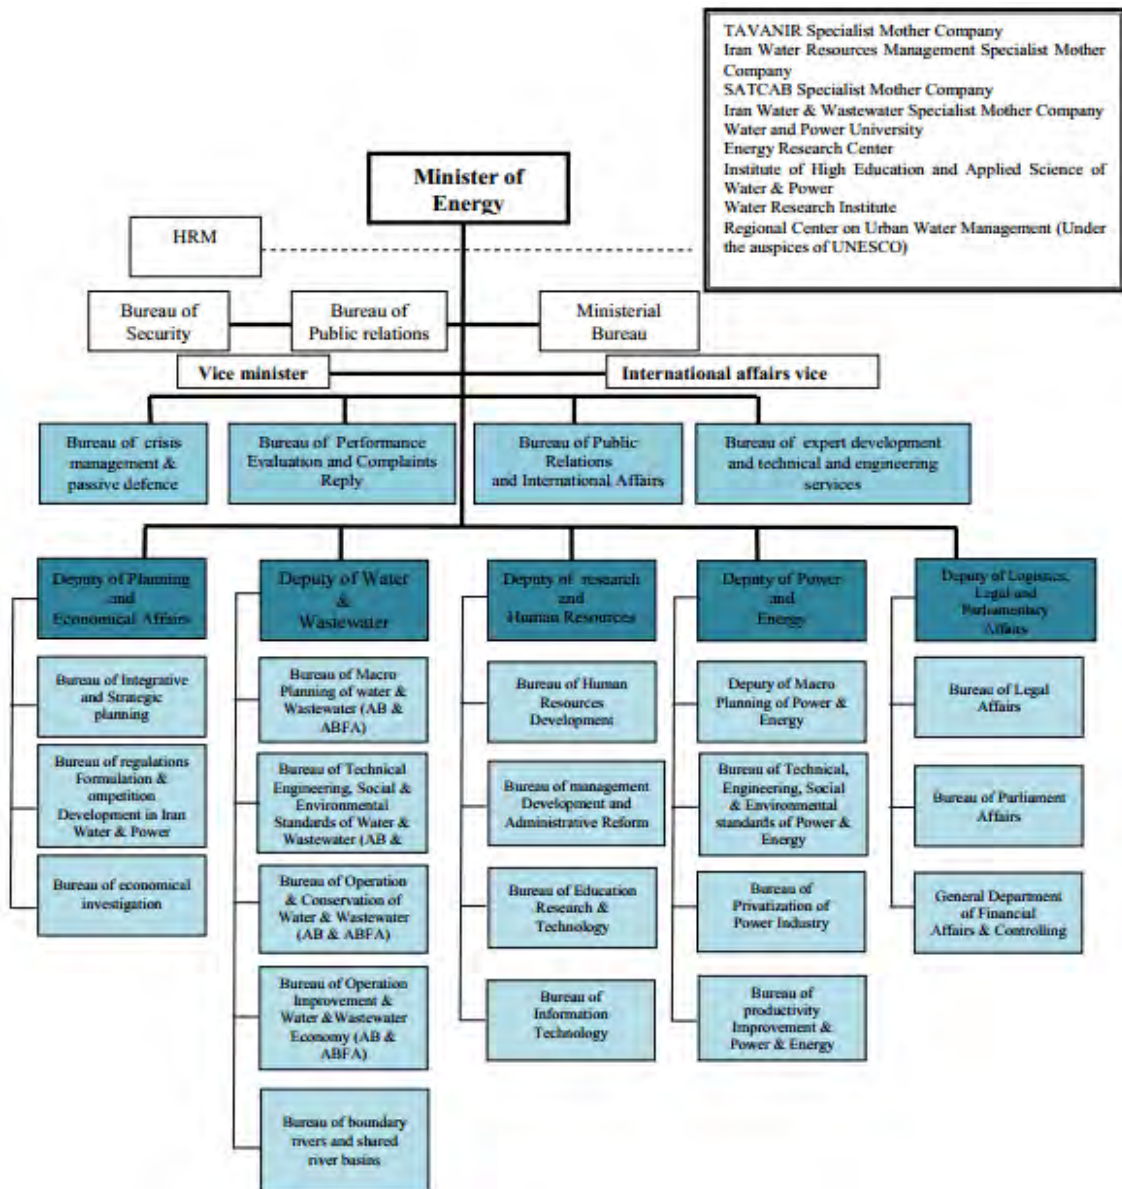 TAVANIR Specialist Mother Company
Iran Water Resources Management Specialist Mother
Company
SATCAB Specialist Mother Company
Iran Water & Wastewater Specialist Mother Company
Water and Power University
Energy Research Center
Institute of High Education and Applied Science of
Water & Power
Water Research Institute
Regional Center on Urban Water Management (Under
the auspices of UNESCO)
Minister of
Energy
HRM
Bureau of
Security
Bureau of
Public relations
Ministerial
Bureau
Vice minister
International affairs vice
Bureau of crisis
management &
passive defence
Bureau of Performance
Evaluation and Complaints
Reply
Bureau of Public
Relations
and International Affairs
Bureau of expert development
and technical and engineering
services
Deputy of Planning
and
Economical Affairs
Bureau of Integrative
and Strategic
planning
Bureau of regulations
Formulation &
ompetition
Development in Iran
Water & Power
Bureau of economical
investigation
Deputy of Water
&
Wastewater
Bureau of Macro
Planning of water &
Wastewater (AB &
ABFA)
Bureau of Technical
Engineering, Social &
Environmental
Standards of Water &
Wastewater (AB &
Bureau of Operation
& Conservation of
Water & Wastewater
(AB & ABFA)
Bureau of Operation
Improvement &
Water &Wastewater
Economy (AB &
ABFA)
Bureau of boundary
rivers and shared
river basins
Deputy of research
and
Human Resources
Bureau of Human
Resources
Development
Bureau of management
Development and
Administrative Reform
Bureau of Education
Research &
Technology
Bureau of
Information
Technology
Deputy of Power
and
Energy
Deputy of Macro
Planning of Power &
Energy
Bureau of Technical,
Engineering, Social
& Environmental
standards of Power &
Energy
Bureau of
Privatization of
Power Industry
Bureau of
productivity
Improvement &
Power & Energy
Deputy of Logistics,
Legal and
Parliamentary
Affairs
Bureau of Legal
Affairs
Bureau of Parliament
Affairs
General Department
of Financial
Affairs & Controlling